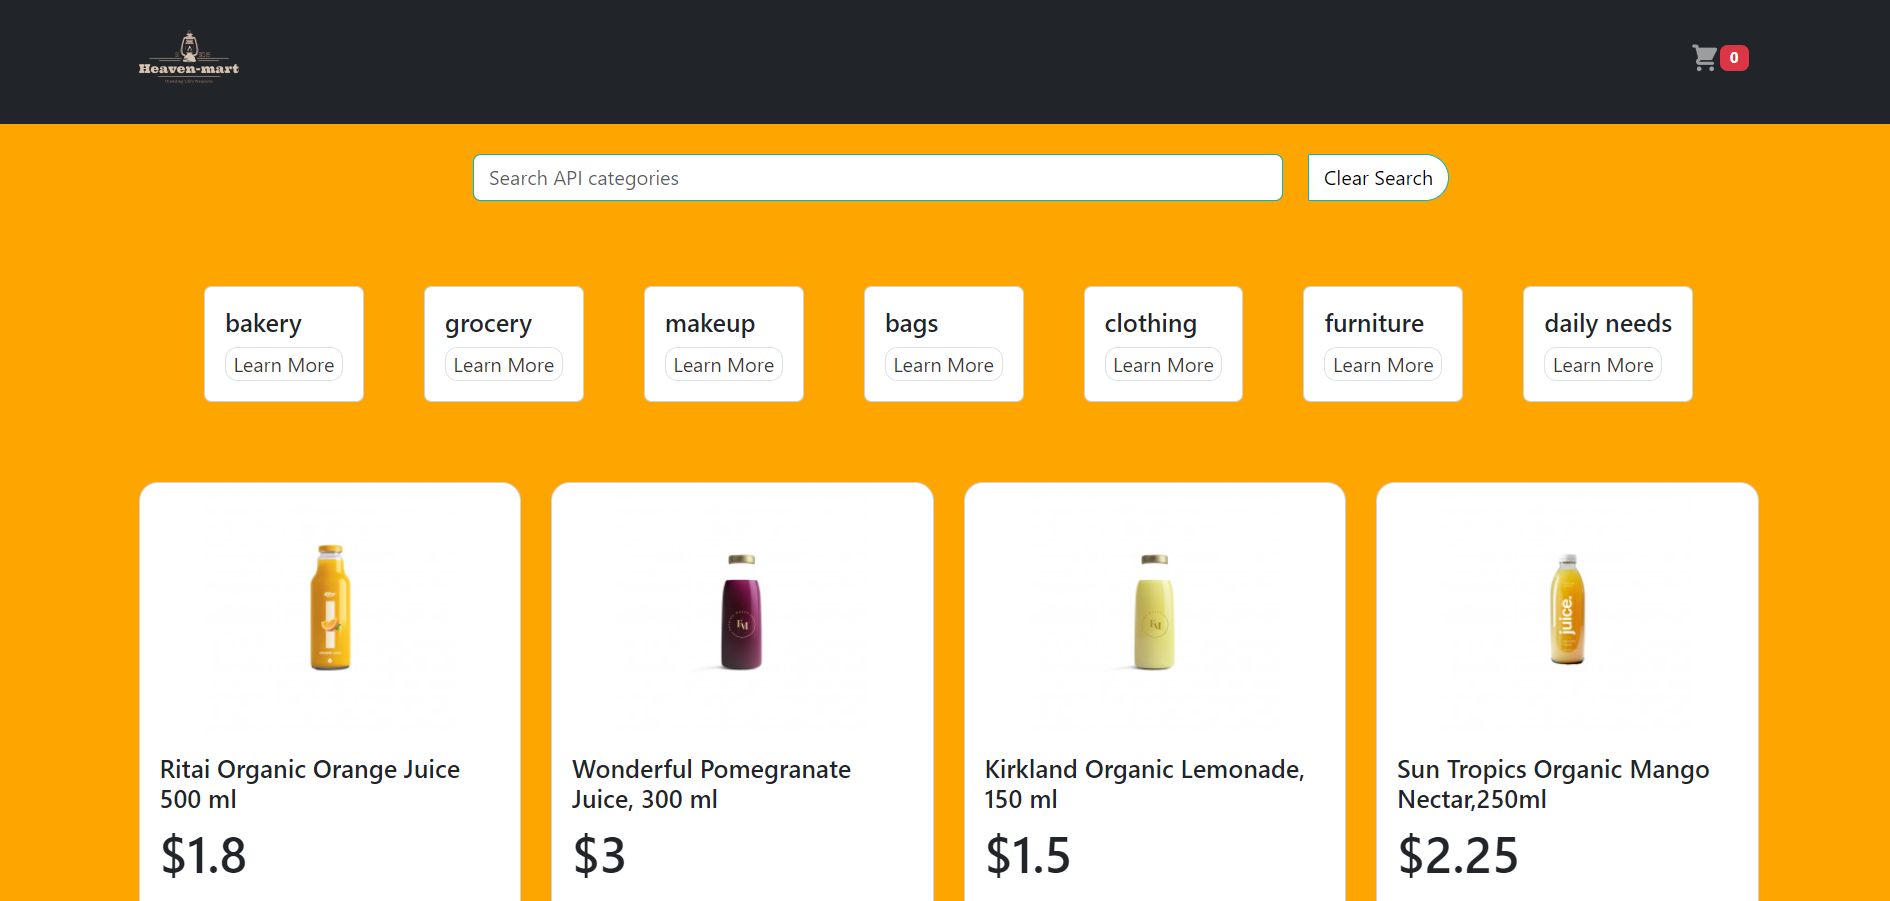 Heaven-mart
0
Search API categories
Clear Search
bakery
grocery
makeup
bags
clothing
furniture
daily needs
Learn More
Learn More
Learn More
Learn More
Learn More
Learn More
Learn More
juice.
Ritai Organic Orange Juice
500 ml
$1.8
Wonderful Pomegranate
Juice, 300 ml
$3
Kirkland Organic Lemonade,
150 ml
$1.5
Sun Tropics Organic Mango
Nectar,250ml
$2.25